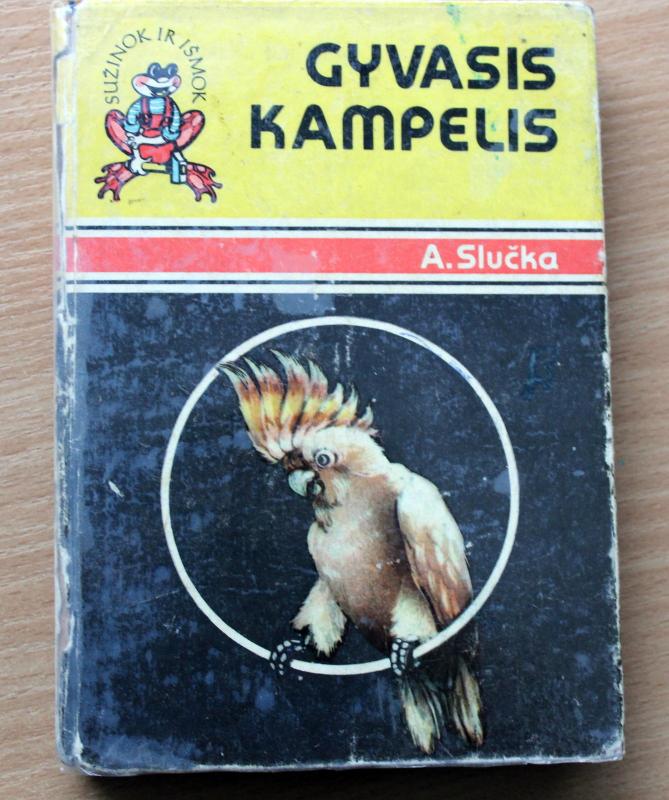 SUŽINOK IR IŠMOK
GYVASIS
KAMPELIS
A. Slučka